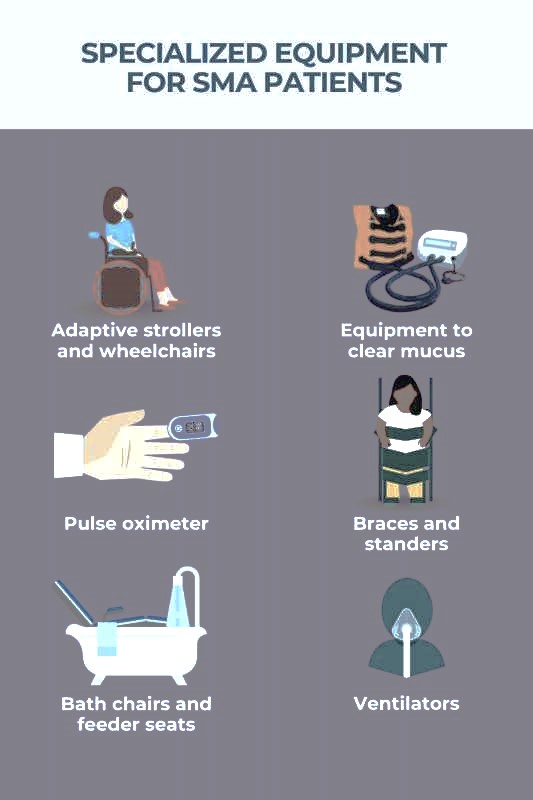 SPECIALIZED EQUIPMENT
FOR SMA PATIENTS
Adaptive strollers
and wheelchairs
Equipment to
clear mucus
Pulse oximeter
Braces and
standers
Bath chairs and
feeder seats
Ventilators